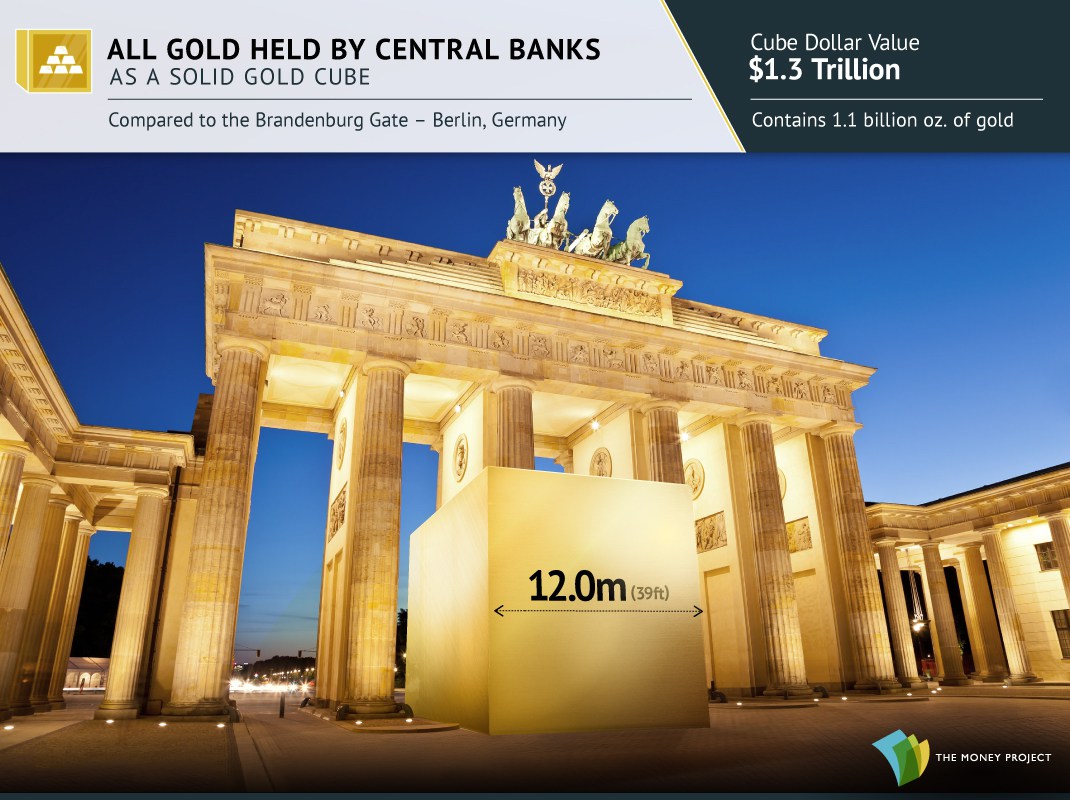 ALL GOLD HELD BY CENTRAL BANKS
AS A SOLID GOLD CUBE
Compared to the Brandenburg Gate – Berlin, Germany
Cube Dollar Value
$1.3 Trillion
Contains 1.1 billion oz. of gold
12.0m (39ft)
THE MONEY PROJECT